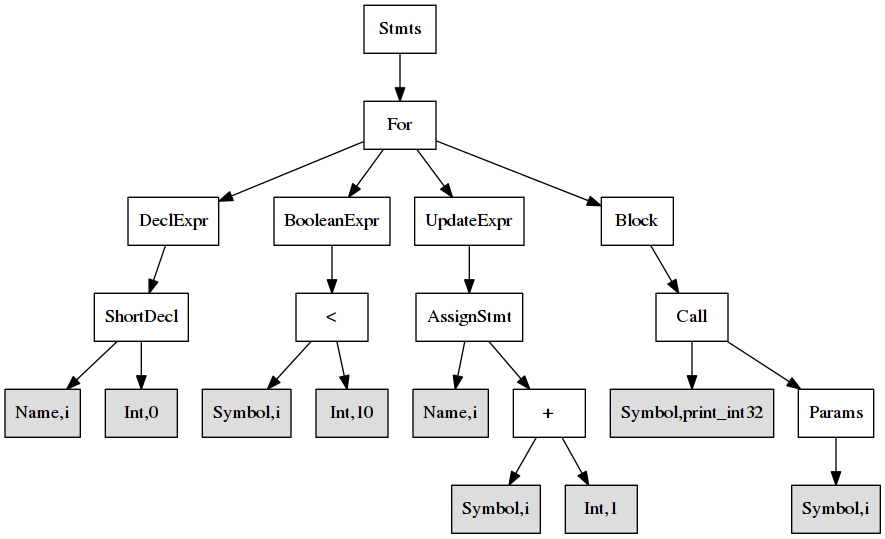 Stmts
For
DeclExpr
BooleanExpr
UpdateExpr
Block
ShortDecl
<
AssignStmt
Call
Name,i
Int,0
Symbol,i
Int,10
Name,i
+
Symbol,print_int32
Params
Symbol,i
Int,1
Symbol,i